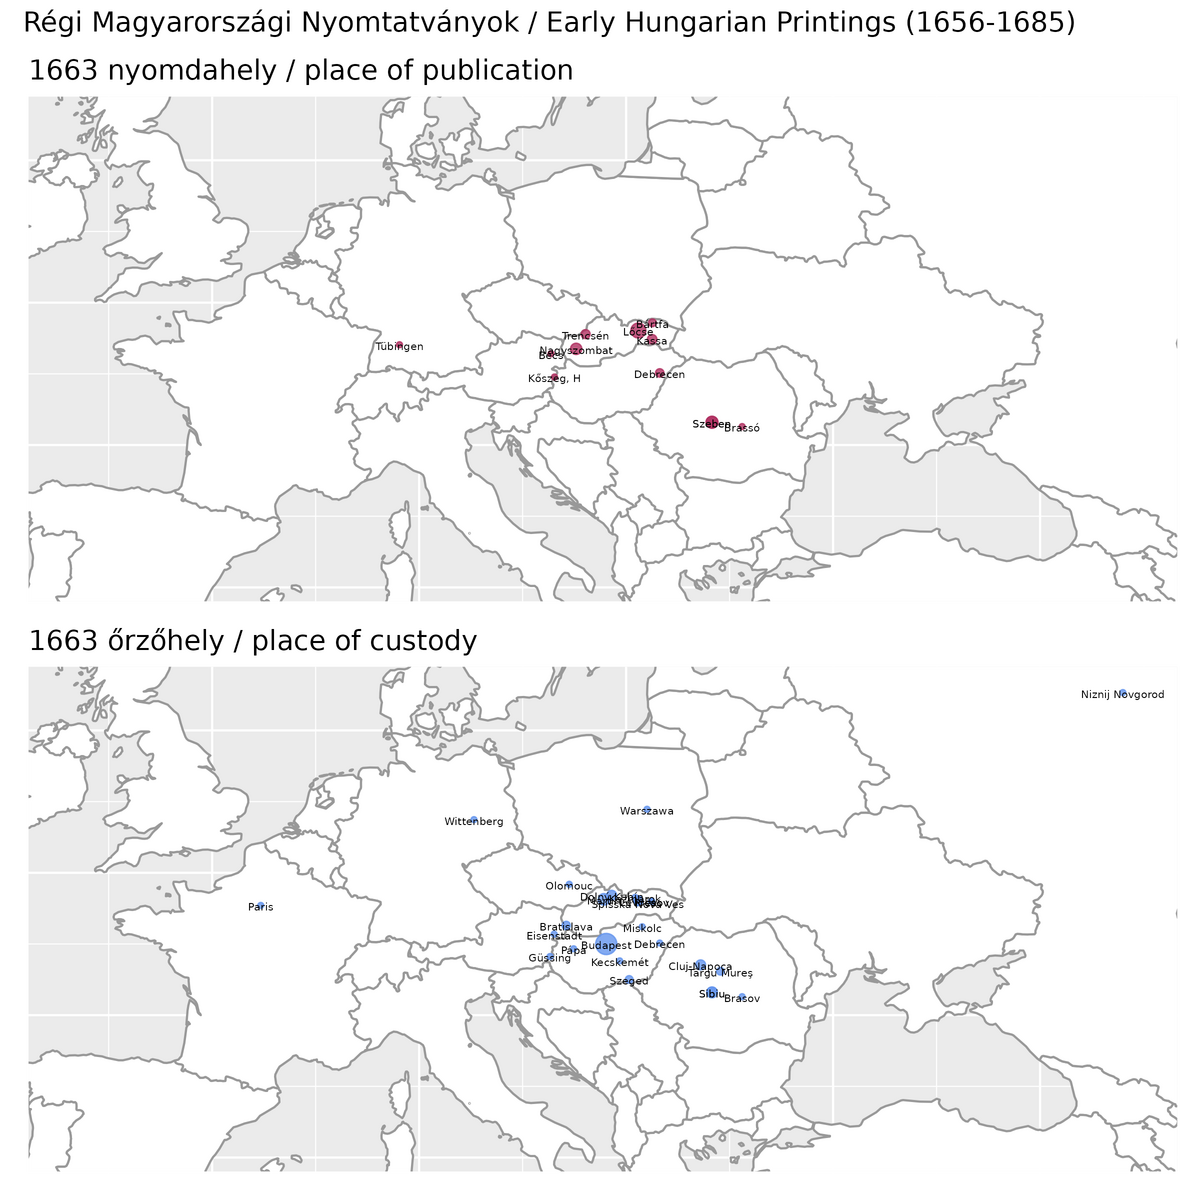 Régi Magyarországi Nyomtatványok / Early Hungarian Printings (1656-1685)
1663 nyomdahely / place of publication
Bártfa
Lőcse
Trencsén
Kassa
Tübingen
Nagyszombat
Bécs
Debrecen
Kőszeg, H
Szeben
Brassó
1663 őrzőhely / place of custody
Niznij Novgorod
Warszawa
Wittenberg
Olomouc
Dolný Kubín
Spišská Nová Ves
Paris
Bratislava
Miskolc
Eisenstadt
Budapest
Debrecen
Pápa
Güssing
Kecskemét
Cluj-Napoca
Târgu Mureş
Szeged
Sibiu
Brasov